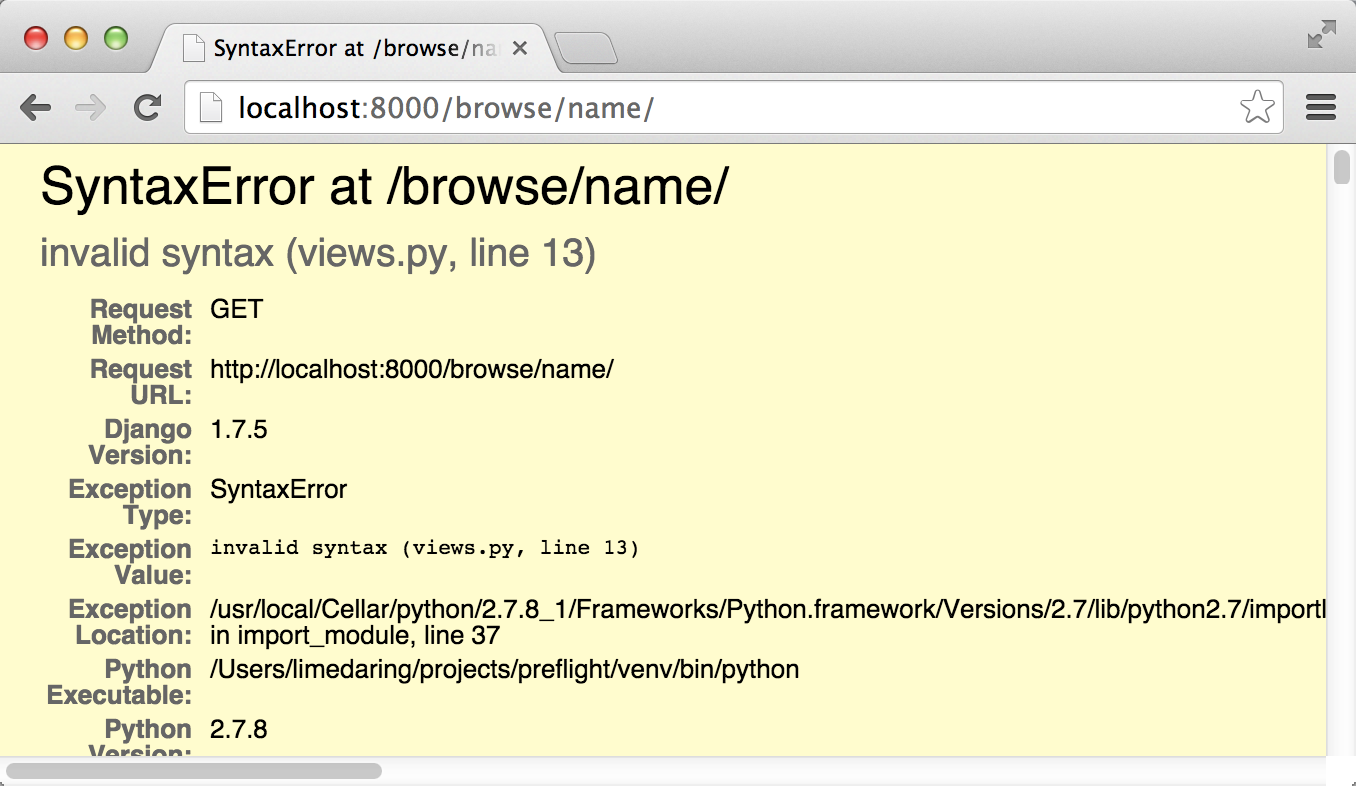 SyntaxError at /browse/na
localhost:8000/browse/name/
SyntaxError at /browse/name/
invalid syntax (views.py, line 13)
Request Method: GET
Request URL: http://localhost:8000/browse/name/
Django Version: 1.7.5
Exception Type: SyntaxError
Exception Value: invalid syntax (views.py, line 13)
Exception Location: /usr/local/Cellar/python/2.7.8_1/Frameworks/Python.framework/Versions/2.7/lib/python2.7/importl
in import_module, line 37
Python Executable: /Users/limedaring/projects/preflight/venv/bin/python
Python Version: 2.7.8